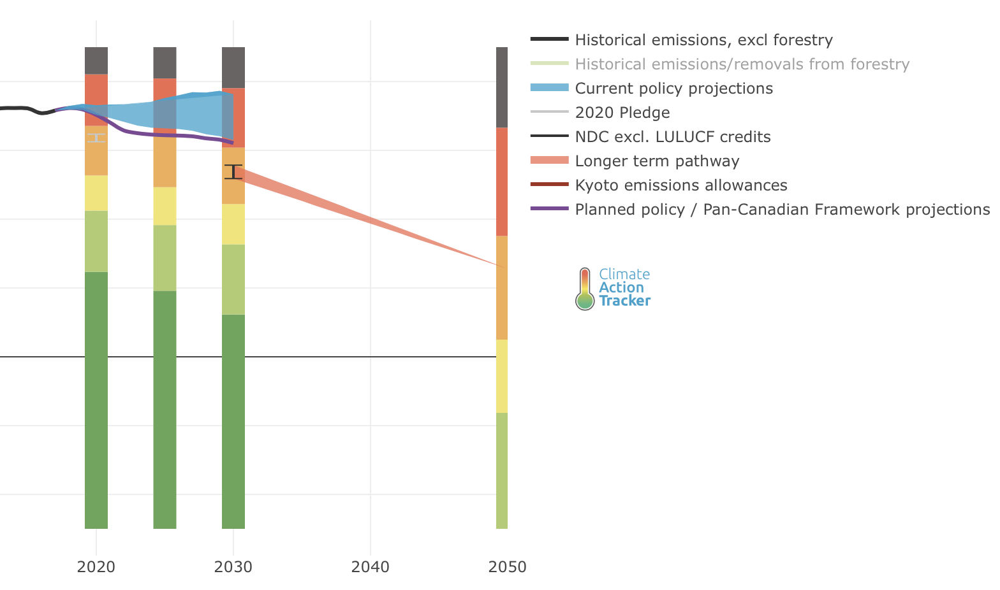 Historical emissions, excl forestry
Historical emissions/removals from forestry
Current policy projections
2020 Pledge
NDC excl. LULUCF credits
Longer term pathway
Kyoto emissions allowances
Planned policy / Pan-Canadian Framework projections
Climate
Action
Tracker
2020 2030 2040 2050